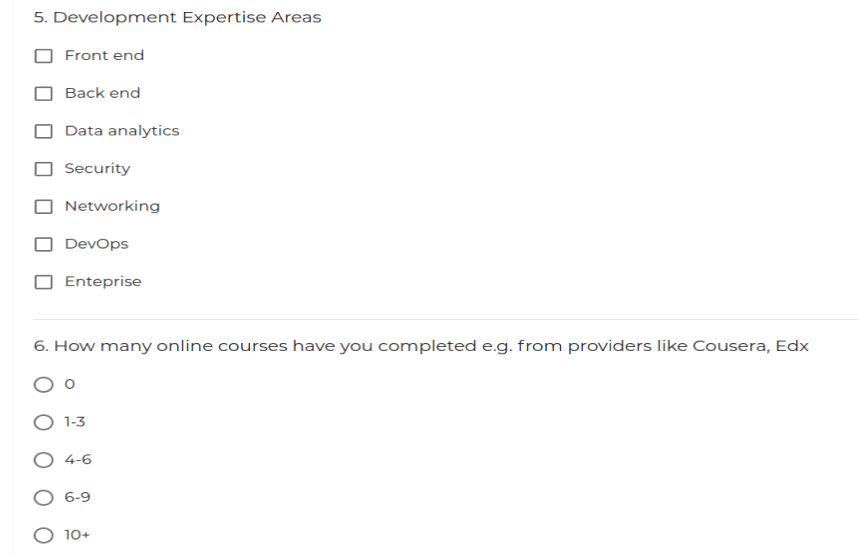 5. Development Expertise Areas
Front end
Back end
Data analytics
Security
Networking
DevOps
Enteprise
6. How many online courses have you completed e.g. from providers like Cousera, Edx
0
1-3
4-6
6-9
10+